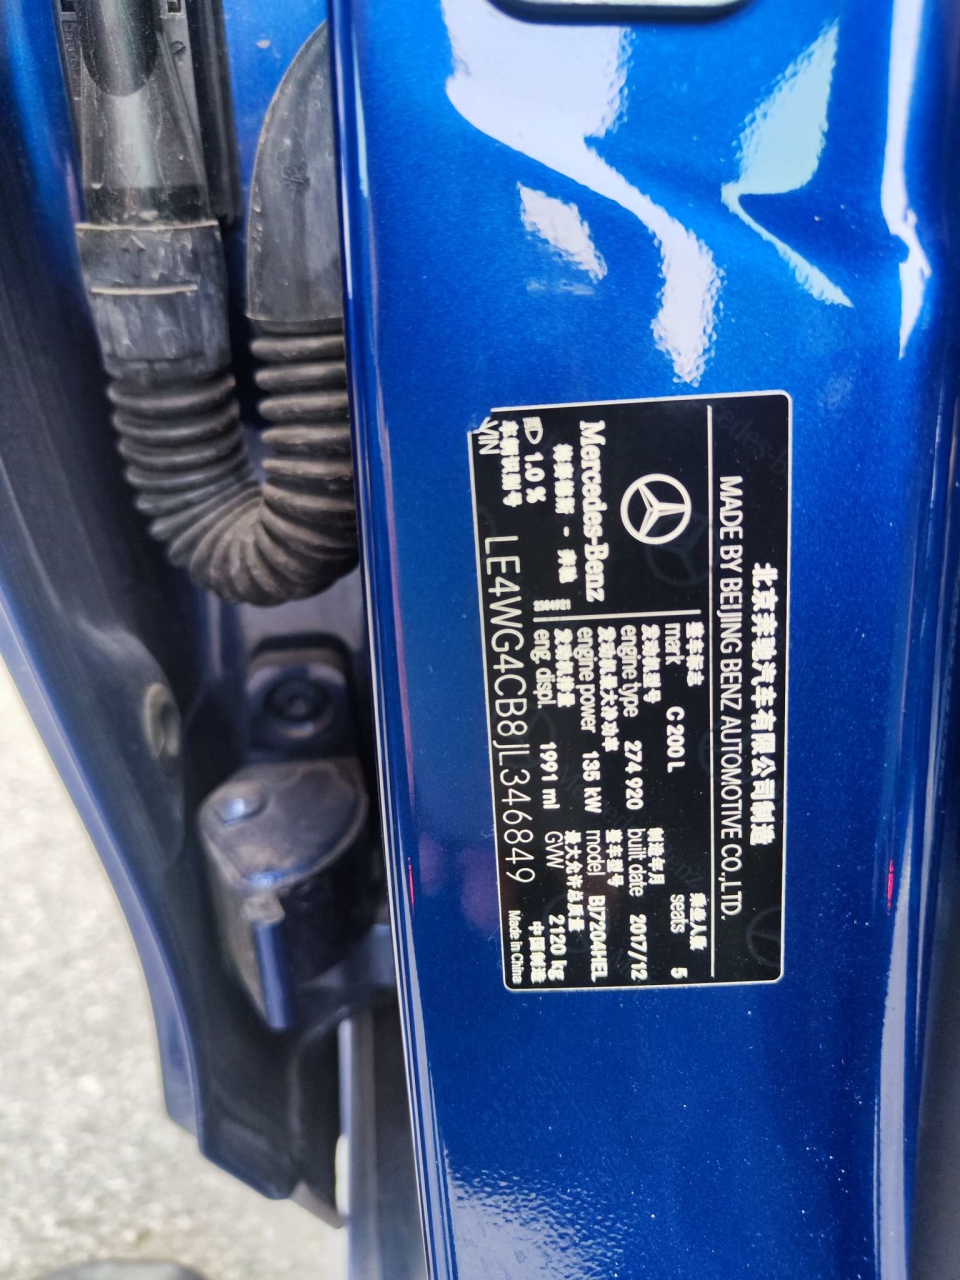 北京奔驰汽车有限公司制造
MADE BY BEIJING BENZ AUTOMOTIVE CO.,LTD.
整车标志
mark C 200 L 乘坐人数
seats 5
发动机型号
engine type 274 920 制造年月
built date 2017/12
发动机最大净功率
engine power 135 kW 整车型号
model BJ7204HEL
发动机排量
eng. displ. 1991 ml 最大允许总质量
GVW 2120 kg
Mercedes-Benz
梅赛德斯 - 奔驰
1.0 %
2384921
车辆识别号
VIN LE4WG4CB8JL346849
中国制造
Made in China